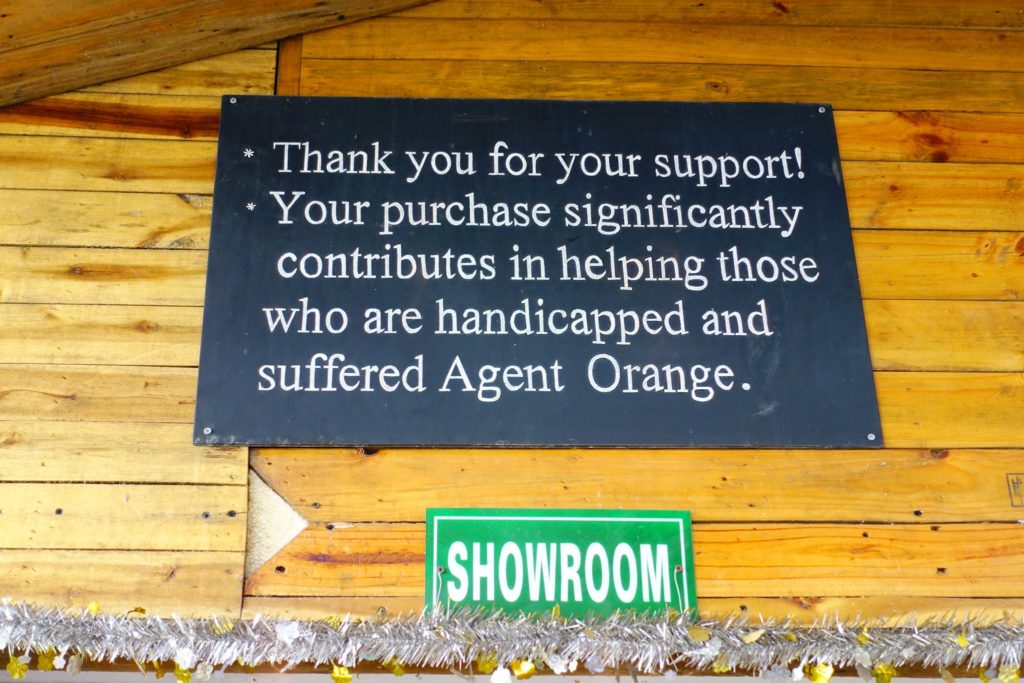 * Thank you for your support!
* Your purchase significantly
contributes in helping those
who are handicapped and
suffered Agent Orange.
SHOWROOM